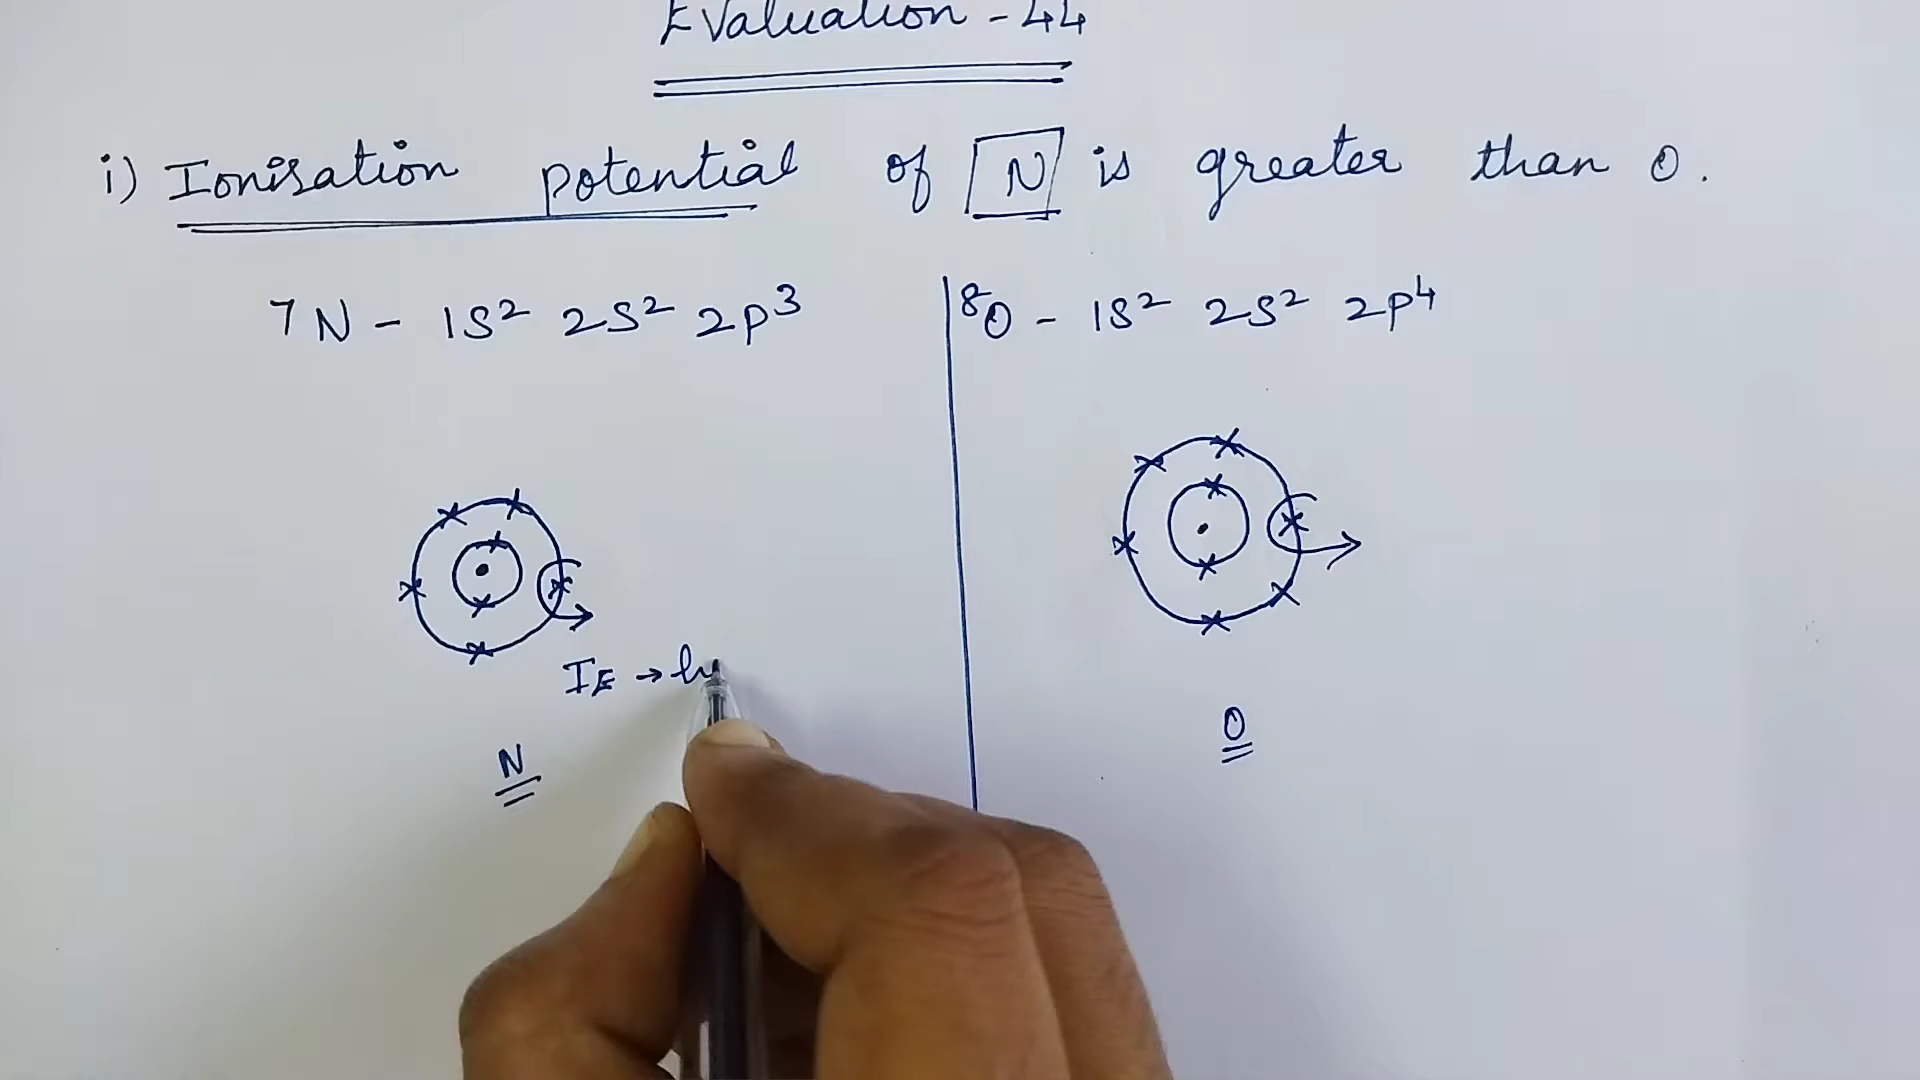 Evaluation - 44
i) Ionisation potential of N is greater than O.
7N - 1s² 2s² 2p³
8O - 1s² 2s² 2p⁴
IE →
N
O